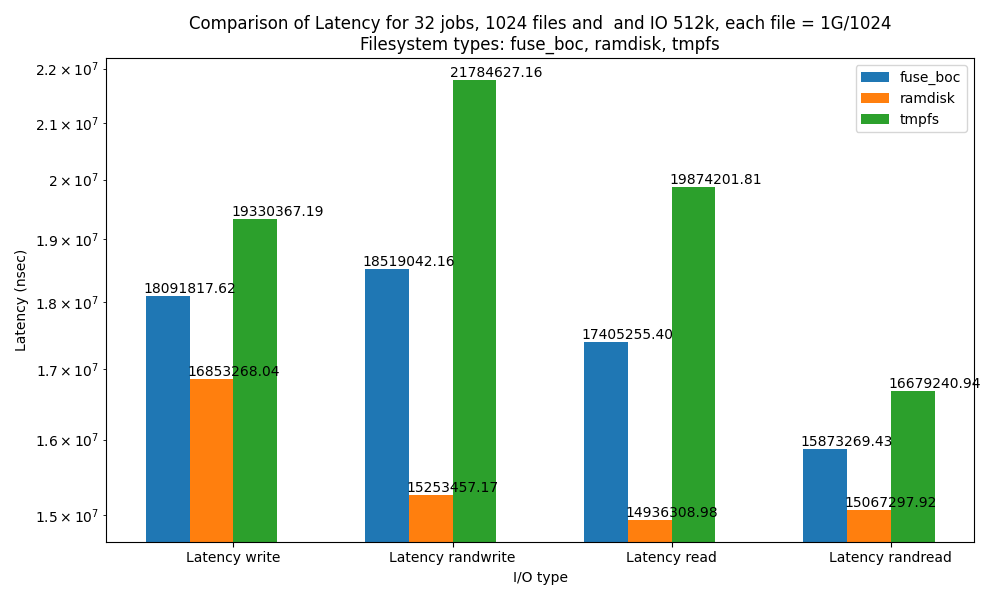 Comparison of Latency for 32 jobs, 1024 files and  and IO 512k, each file = 1G/1024
Filesystem types: fuse_boc, ramdisk, tmpfs
fuse_boc
ramdisk
tmpfs
2.2 × 10^7
2.1 × 10^7
2 × 10^7
1.9 × 10^7
1.8 × 10^7
1.7 × 10^7
1.6 × 10^7
1.5 × 10^7
Latency (nsec)
18091817.62
16853268.04
19330367.19
18519042.16
15253457.17
21784627.16
17405255.40
14936308.98
19874201.81
15873269.43
15067297.92
16679240.94
Latency write
Latency randwrite
Latency read
Latency randread
I/O type